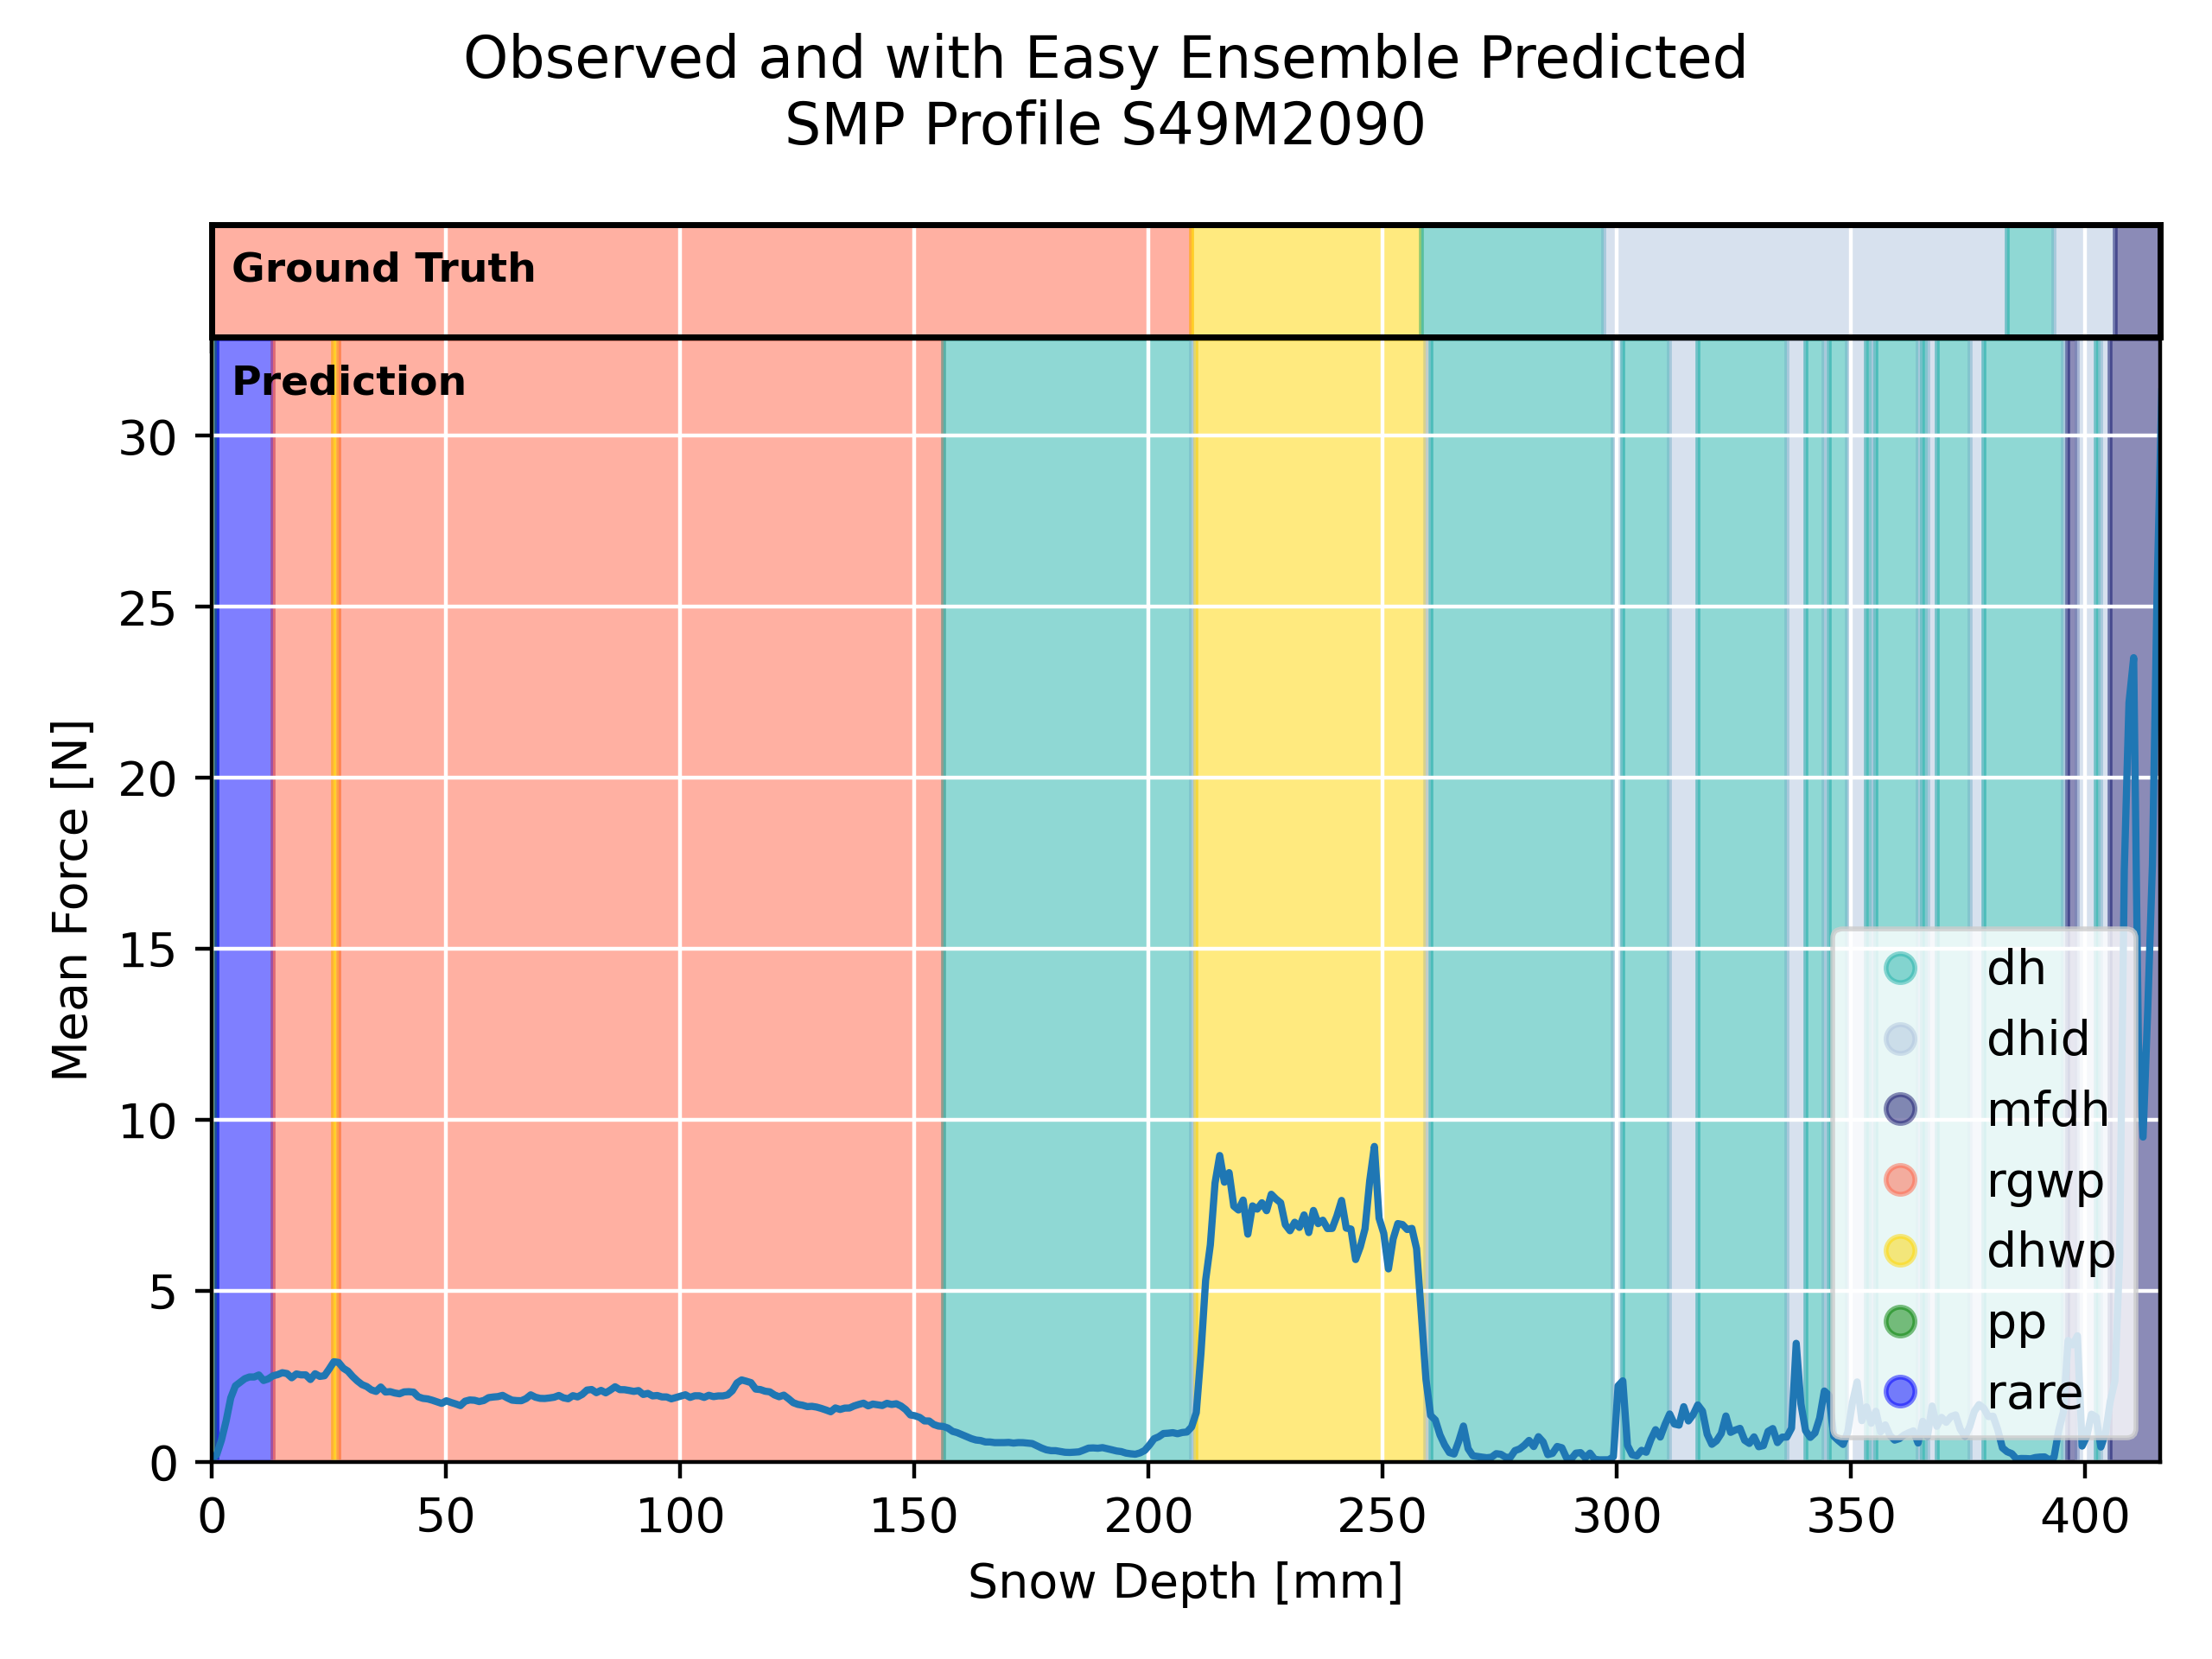 Observed and with Easy Ensemble Predicted
SMP Profile S49M2090
Ground Truth
Prediction
30
25
20
15
10
5
0
Mean Force [N]
dh
dhid
mfdh
rgwp
dhwp
pp
rare
0 50 100 150 200 250 300 350 400
Snow Depth [mm]